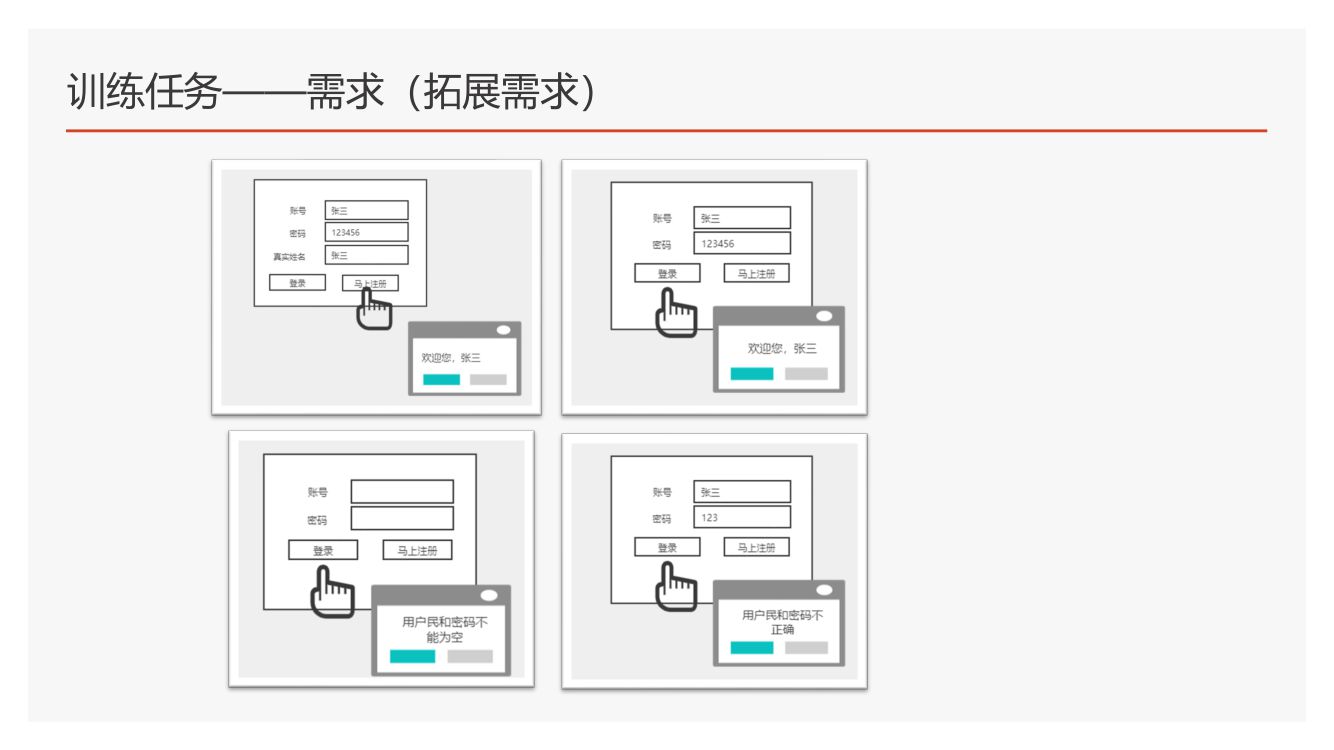 训练任务——需求（拓展需求）
账号 张三
密码 123456
真实姓名 张三
登录 马上注册
欢迎您，张三
账号 张三
密码 123456
登录 马上注册
欢迎您，张三
账号
密码
登录 马上注册
用户民和密码不
能为空
账号 张三
密码 123
登录 马上注册
用户民和密码不
正确